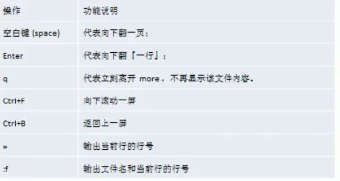 操作 功能说明
空白键 (space) 代表向下翻一页；
Enter 代表向下翻『一行』；
q 代表立刻离开 more ，不再显示该文件内容。
Ctrl+F 向下滚动一屏
Ctrl+B 返回上一屏
= 输出当前行的行号
:f 输出文件名和当前行的行号